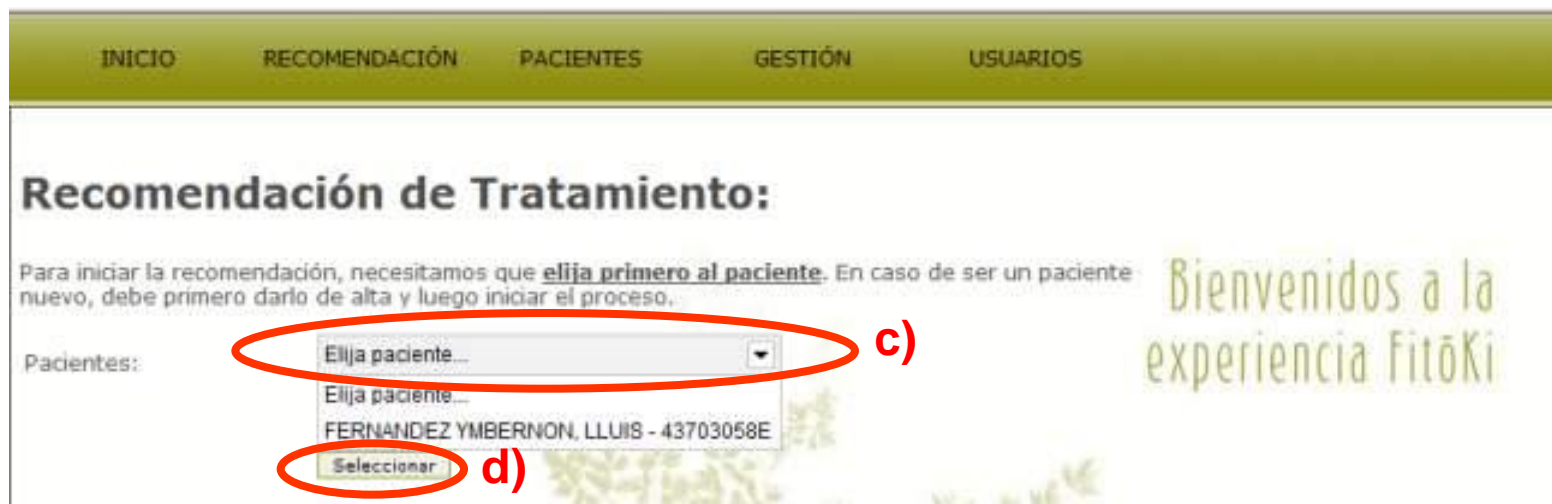 INICIO RECOMENDACIÓN PACIENTES GESTIÓN USUARIOS
Recomendación de Tratamiento:
Para iniciar la recomendación, necesitamos que elija primero al paciente. En caso de ser un paciente
nuevo, debe primero darlo de alta y luego iniciar el proceso.
Bienvenidos a la
experiencia FitōKi
Pacientes:
Elija paciente...
c)
Elija paciente...
FERNANDEZ YMBERNON, LLUIS - 43703058E
Seleccionar
d)